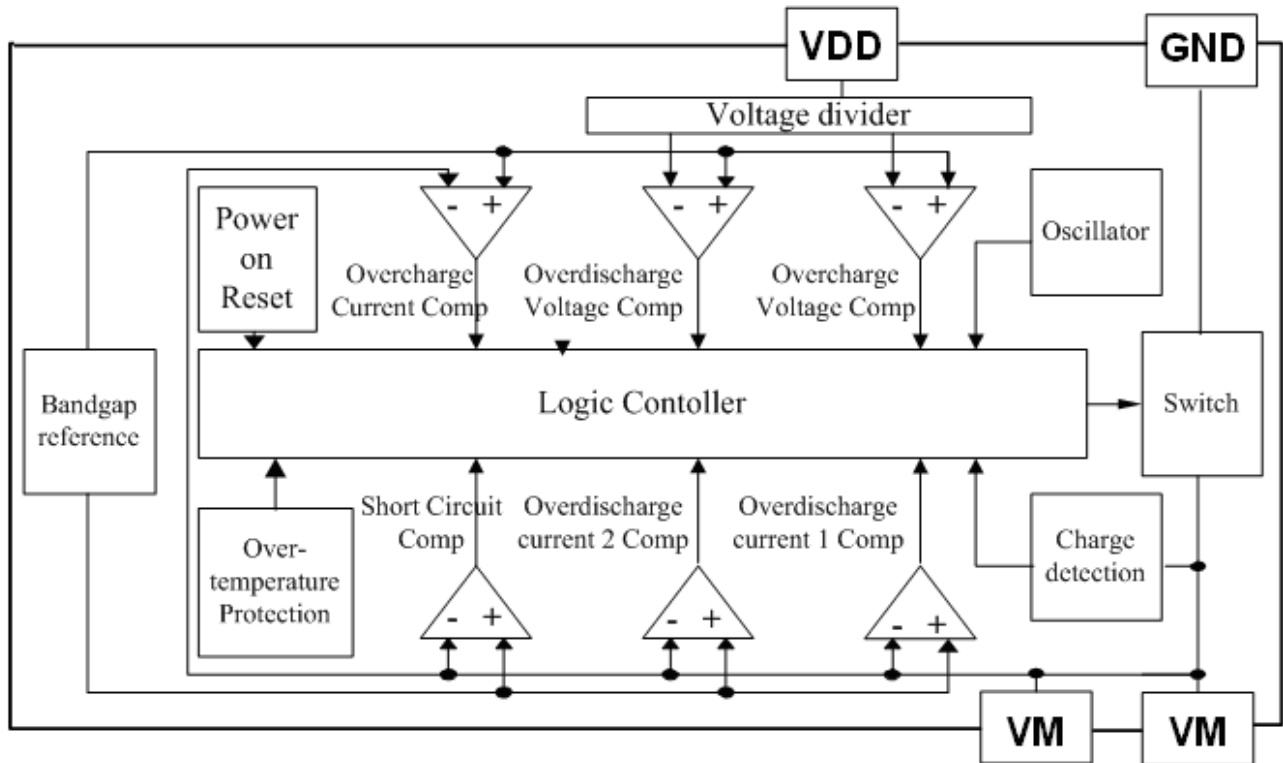 VDD
GND
Voltage divider
- +
- +
- +
Power
on
Reset
Oscillator
Overcharge
Current Comp
Overdischarge
Voltage Comp
Overcharge
Voltage Comp
Bandgap
reference
Logic Contoller
Switch
Short Circuit
Comp
Overdischarge
current 2 Comp
Overdischarge
current 1 Comp
Over-
temperature
Protection
Charge
detection
- +
- +
- +
VM
VM